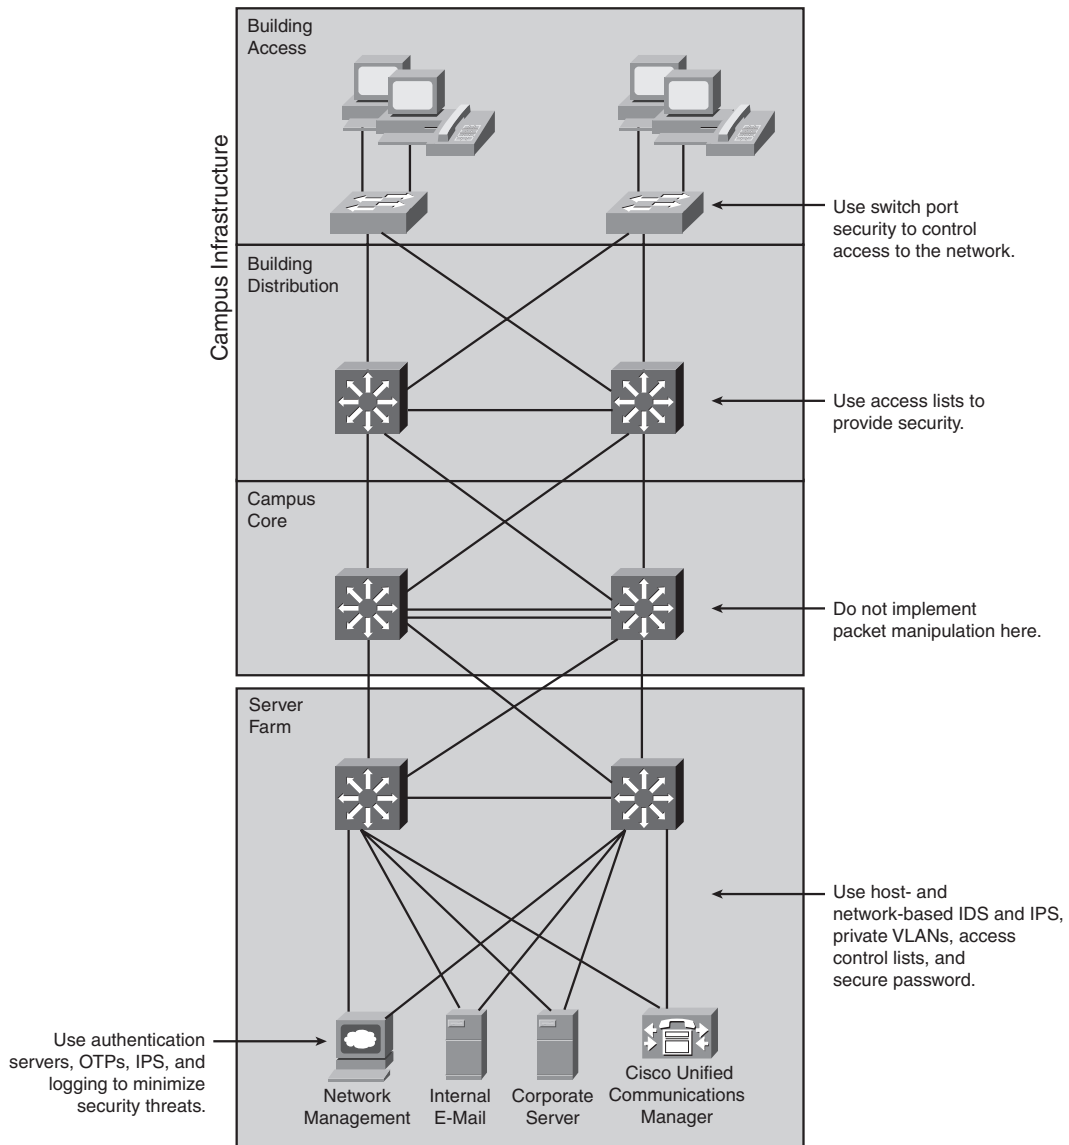 Building
Access
Campus Infrastructure
Use switch port
security to control
access to the network.
Building
Distribution
Use access lists to
provide security.
Campus
Core
Do not implement
packet manipulation here.
Server
Farm
Use host- and
network-based IDS and IPS,
private VLANs, access
control lists, and
secure password.
Use authentication
servers, OTPs, IPS, and
logging to minimize
security threats.
Network
Management
Internal
E-Mail
Corporate
Server
Cisco Unified
Communications
Manager